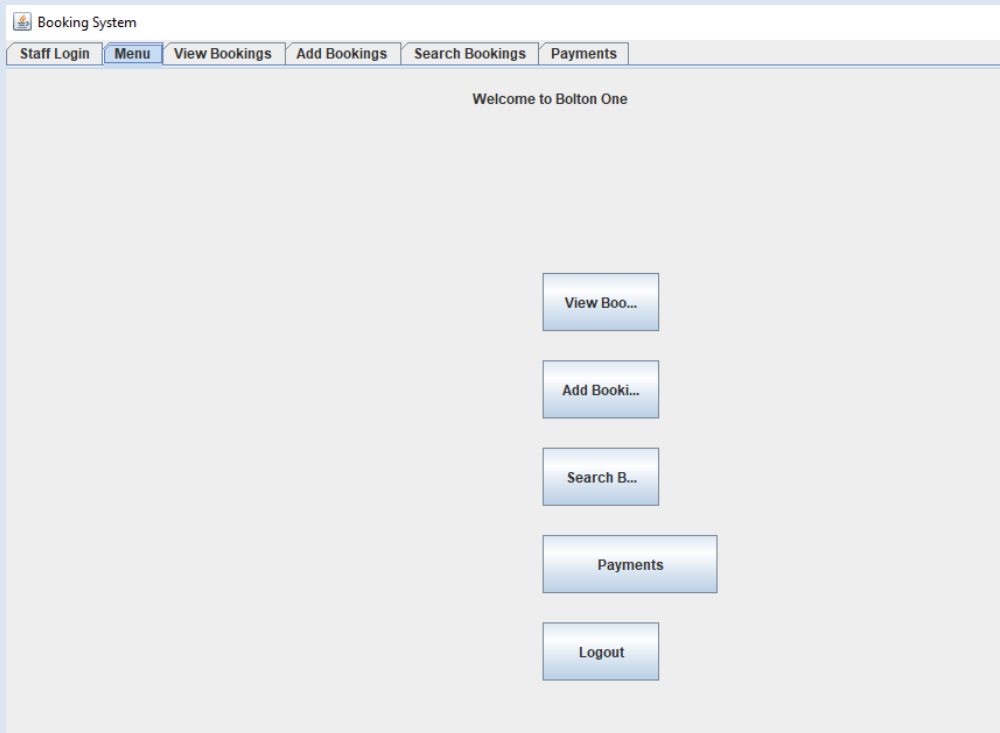 Booking System
Staff Login Menu View Bookings Add Bookings Search Bookings Payments
Welcome to Bolton One
View Boo...
Add Booki...
Search B...
Payments
Logout